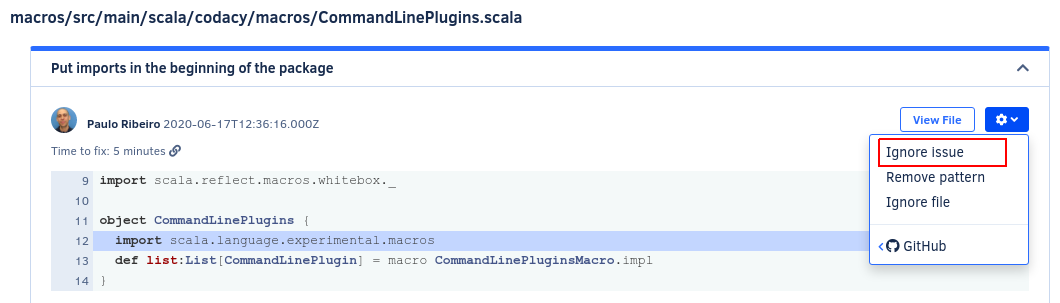 macros/src/main/scala/codacy/macros/CommandLinePlugins.scala
Put imports in the beginning of the package
Paulo Ribeiro 2020-06-17T12:36:16.000Z
View File
Time to fix: 5 minutes
Ignore issue
Remove pattern
Ignore file
GitHub
9 import scala.reflect.macros.whitebox._
10
11 object CommandLinePlugins {
12 import scala.language.experimental.macros
13 def list:List[CommandLinePlugin] = macro CommandLinePluginsMacro.impl
14 }